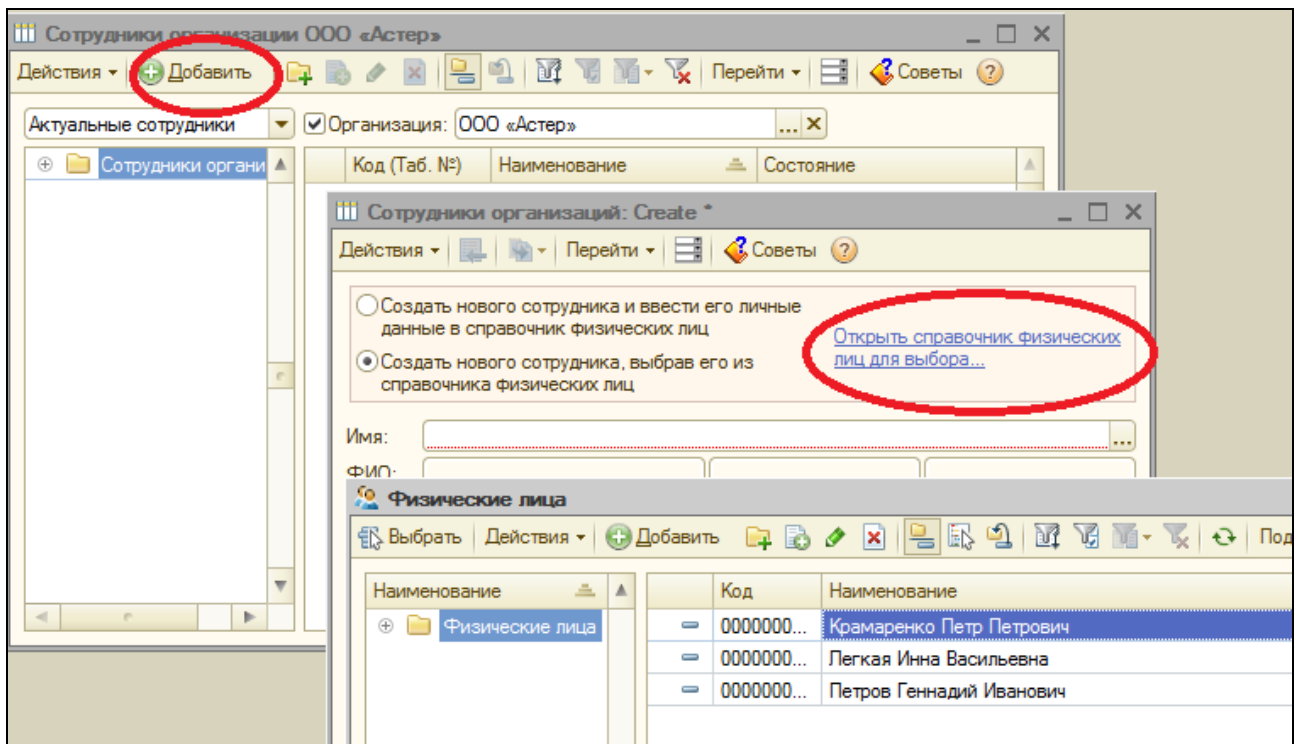 Сотрудники организации ООО «Астер»
Действия Добавить Перейти Советы
Актуальные сотрудники Организация: ООО «Астер» ...
Сотрудники органи Код (Таб. №) Наименование Состояние
Сотрудники организаций: Create *
Действия Перейти Советы
Создать нового сотрудника и ввести его личные
данные в справочник физических лиц
Создать нового сотрудника, выбрав его из
справочника физических лиц
Открыть справочник физических
лиц для выбора...
Имя: ...
ФИО:
Физические лица
Выбрать Действия Добавить Под
Наименование Код Наименование
Физические лица 0000000... Крамаренко Петр Петрович
0000000... Легкая Инна Васильевна
0000000... Петров Геннадий Иванович